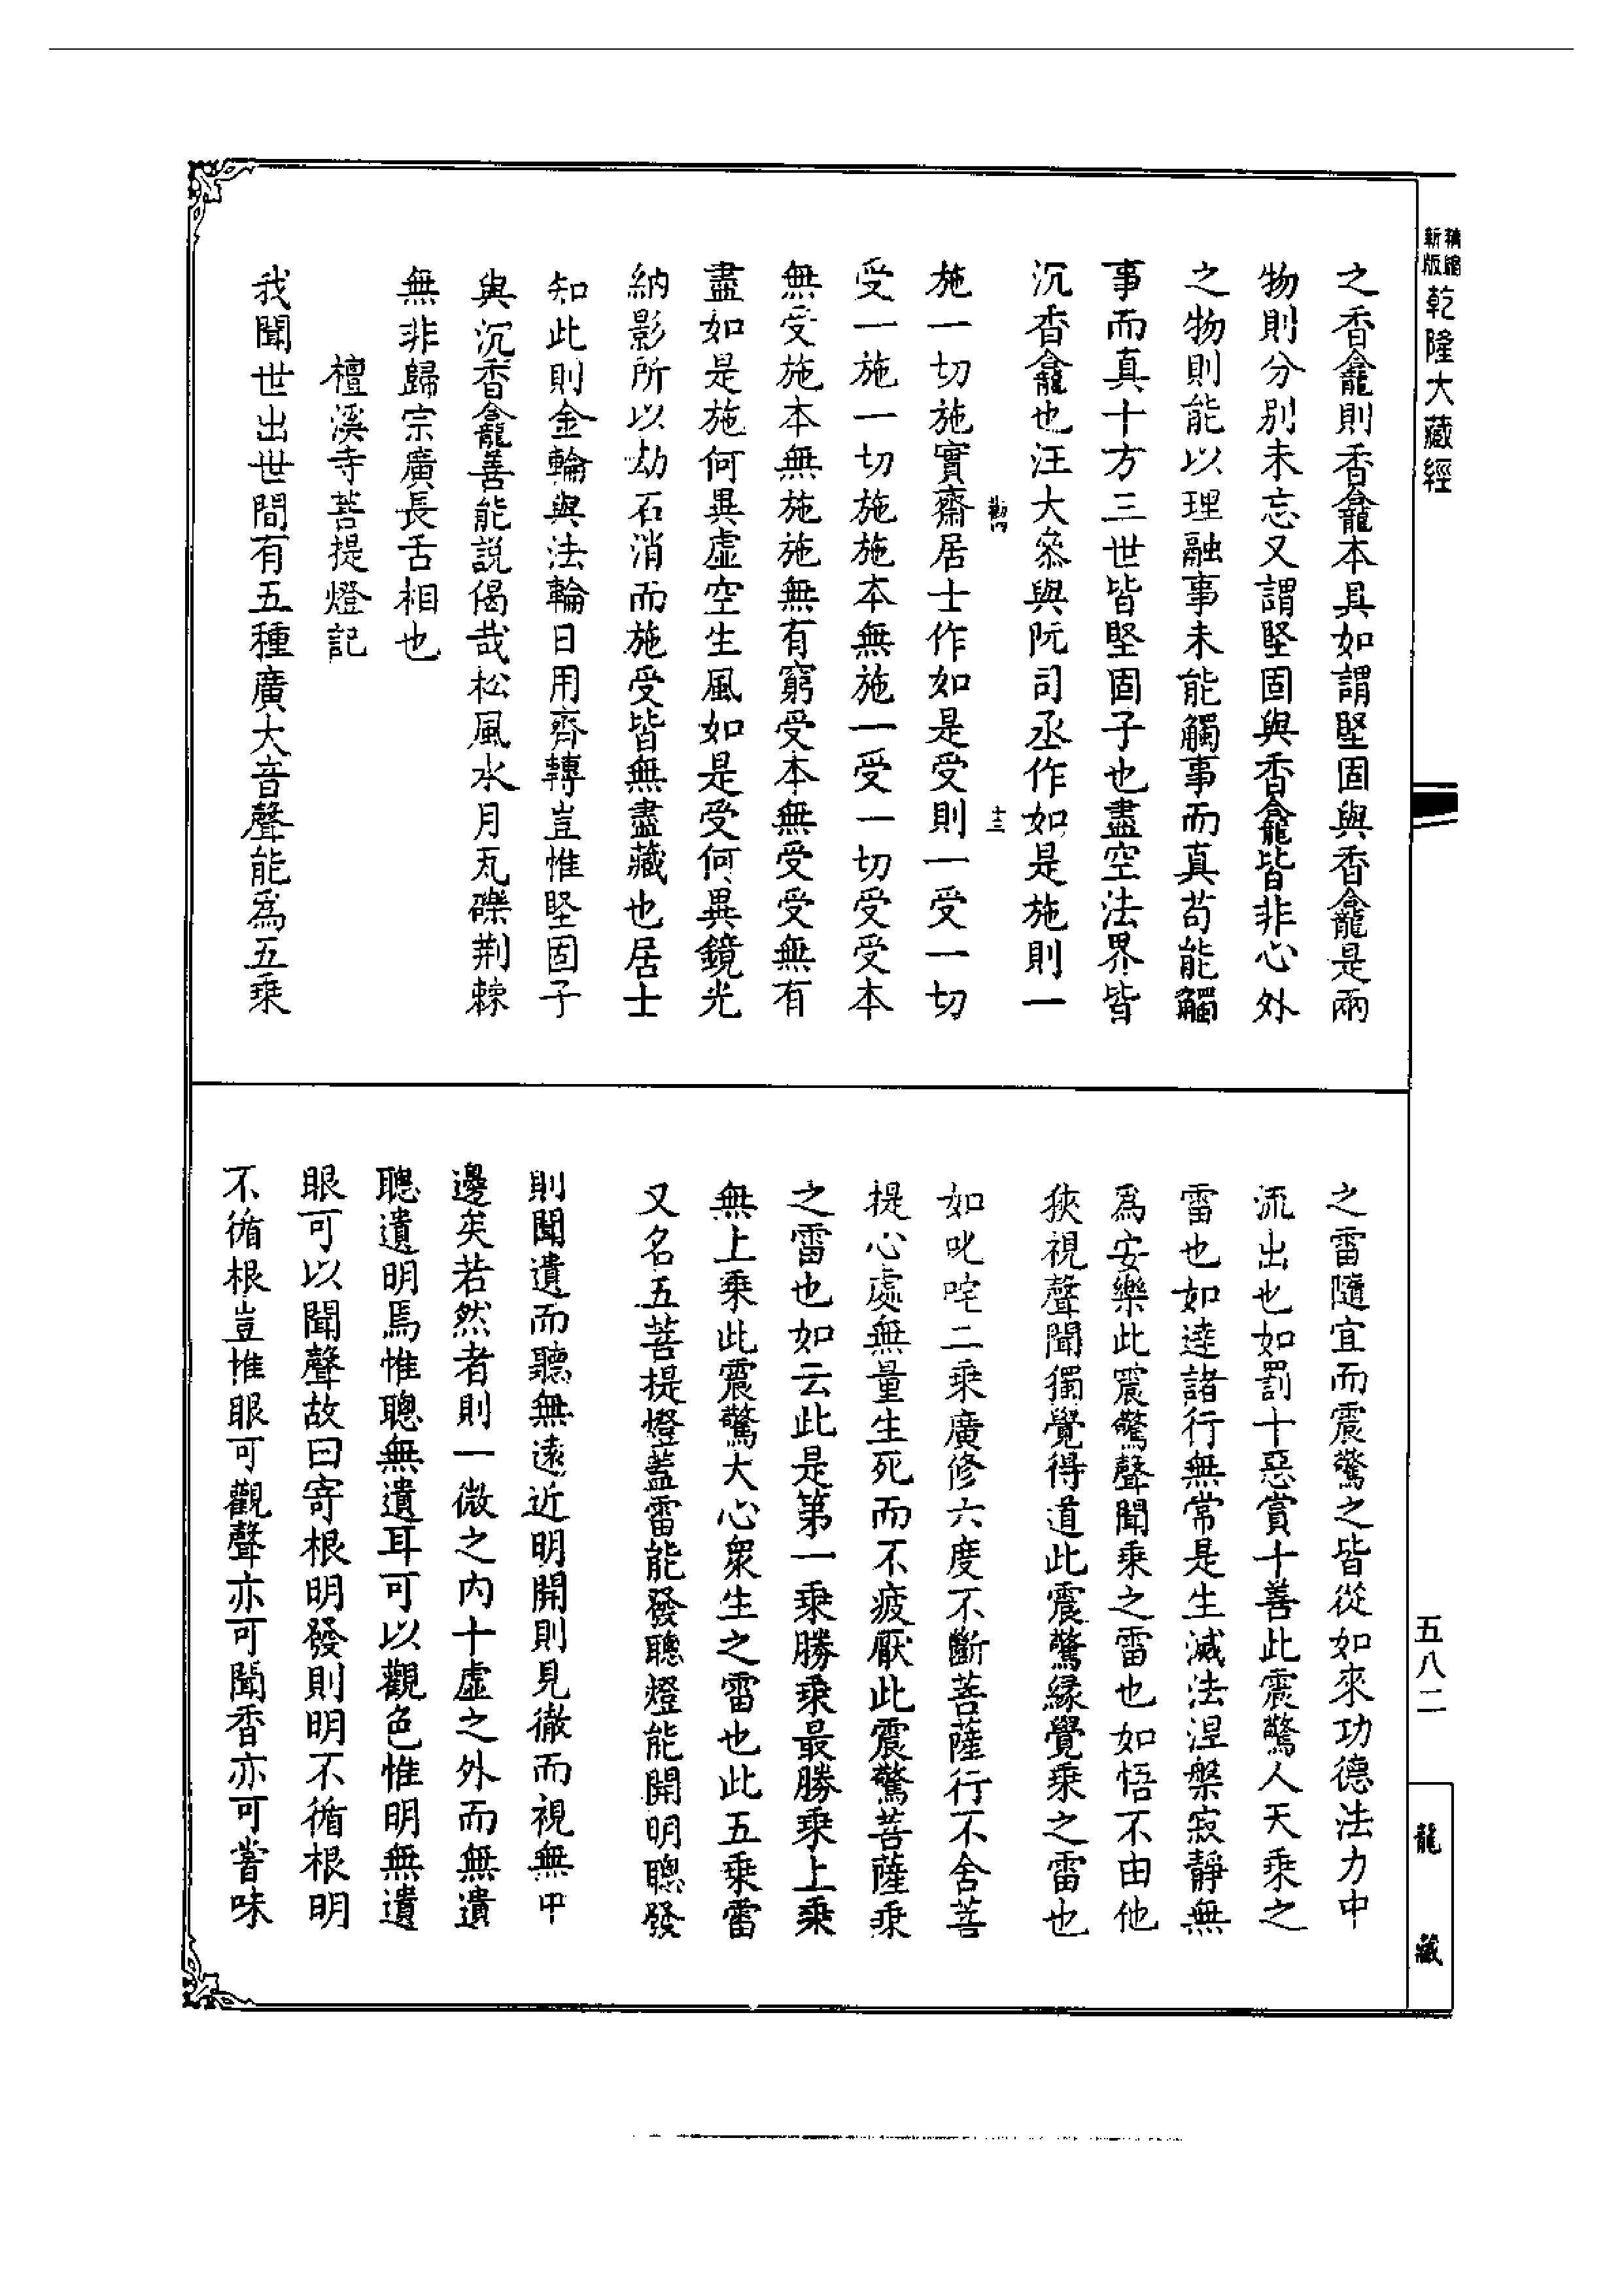 精縮
新版
乾隆大藏經
之香龕則香龕本具如謂堅固與香龕是兩
物則分別未忘又謂堅固與香龕皆非心外
之物則能以理融事未能觸事而真苟能觸
事而真十方三世皆堅固子也盡空法界皆
沉香龕也汪大叅與阮司丞作如是施則一
十三
施一切施實齋居士作如是受則一受一切
受一施一切施施本無施一受一切受受本
無受施本無施施無有窮受本無受受無有
盡如是施何異虛空生風如是受何異鏡光
納影所以劫石消而施受皆無盡藏也居士
知此則金輪與法輪日用齊轉豈惟堅固子
與沉香龕善能説偈哉松風水月瓦礫荆棘
無非歸宗廣長舌相也
檀溪寺菩提燈記
我聞世出世間有五種廣大音聲能爲五乗
之雷隨宜而震驚之皆從如來功德法力中
流出也如罰十惡賞十善此震驚人天乗之
雷也如逹諸行無常是生滅法涅槃寂靜無
爲安樂此震驚聲聞乗之雷也如悟不由他
狹視聲聞獨覺得道此震驚緣覺乗之雷也
如叱咤二乗廣修六度不斷菩薩行不舍菩
提心處無量生死而不疲厭此震驚菩薩乗
之雷也如云此是第一乗勝乗最勝乗上乗
無上乗此震驚大心衆生之雷也此五乗雷
又名五菩提燈蓋雷能發聰燈能開明聰發
則聞遺而聽無遠近明開則見徹而視無中
邊矣若然者則一微之内十虛之外而無遺
聰遺明焉惟聰無遺耳可以觀色惟明無遺
眼可以聞聲故曰寄根明發則明不循根明
不循根豈惟眼可觀聲亦可聞香亦可嘗味
五八二
龍藏